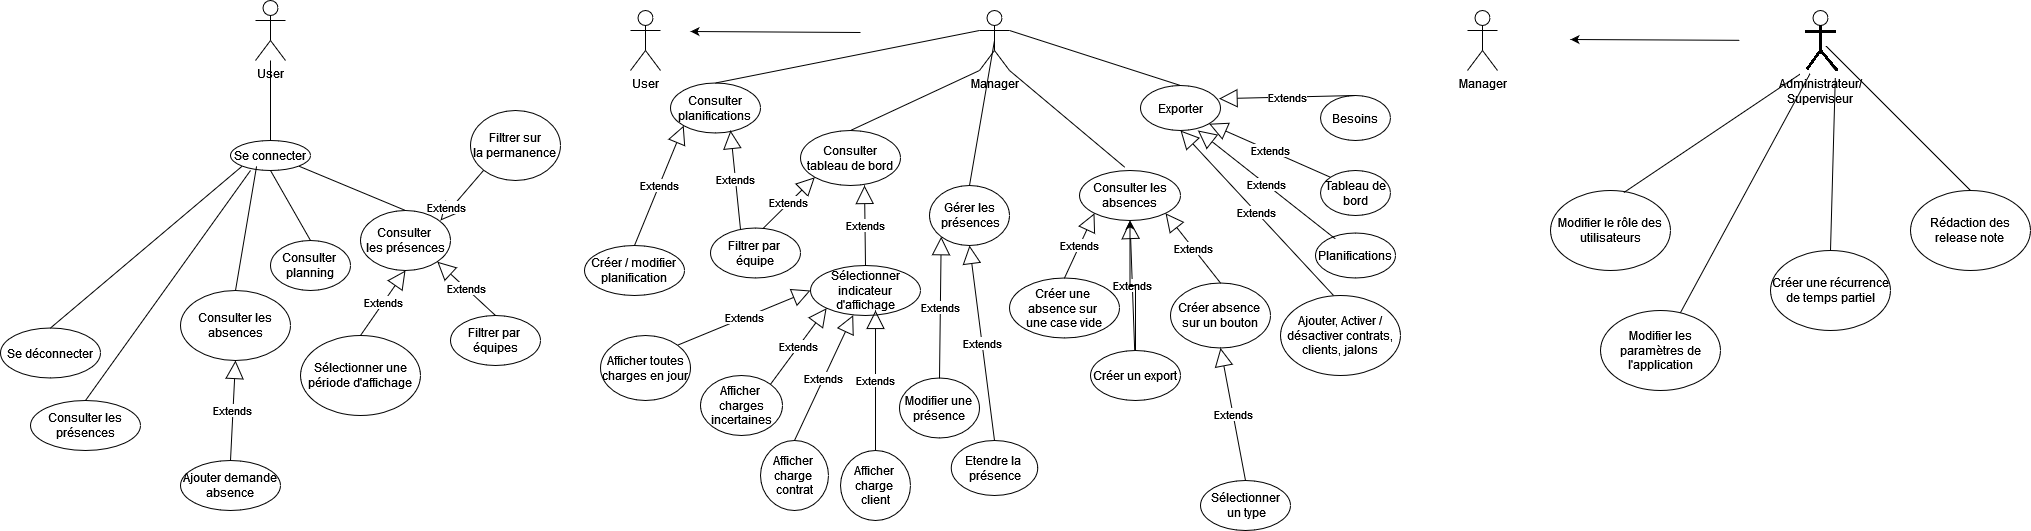 User
Se connecter
Filtrer sur
la permanence
Extends
Consulter
les présences
Consulter
planning
Extends
Extends
Consulter les
absences
Filtrer par
équipes
Se déconnecter
Sélectionner une
période d'affichage
Extends
Consulter les
présences
Ajouter demande
absence
User
Manager
Consulter
planifications
Exporter
Extends
Besoins
Consulter
tableau de bord
Extends
Extends
Extends
Tableau de
bord
Extends
Consulter les
absences
Extends
Gérer les
présences
Extends
Extends
Filtrer par
équipe
Extends
Extends
Planifications
Créer / modifier
planification
Sélectionner
indicateur
d'affichage
Extends
Créer une
absence sur
une case vide
Créer absence
sur un bouton
Extends
Extends
Ajouter, Activer /
désactiver contrats,
clients, jalons
Extends
Extends
Afficher toutes
charges en jour
Extends
Extends
Créer un export
Afficher
charges
incertaines
Modifier une
présence
Extends
Afficher
charge
contrat
Afficher
charge
client
Etendre la
présence
Sélectionner
un type
Manager
Administrateur/
Superviseur
Modifier le rôle des
utilisateurs
Rédaction des
release note
Créer une récurrence
de temps partiel
Modifier les
paramètres de
l'application